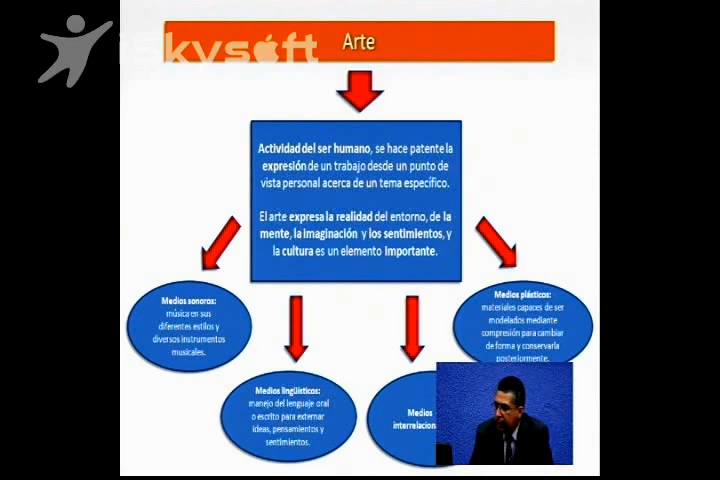 iSkysoft
Arte
Actividad del ser humano, se hace patente la
expresión de un trabajo desde un punto de
vista personal acerca de un tema específico.
El arte expresa la realidad del entorno, de la
mente, la imaginación y los sentimientos, y
la cultura es un elemento importante.
Medios sonoros:
música en sus
diferentes estilos y
diversos instrumentos
musicales.
Medios lingüísticos:
manejo del lenguaje oral
o escrito para externar
ideas, pensamientos y
sentimientos.
Medios
Medios plásticos:
materiales capaces de ser
modelados mediante
compresión para cambiar
de forma y conservarla
posteriormente.